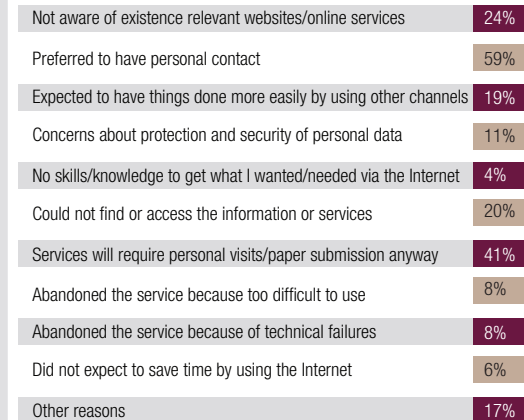 Not aware of existence relevant websites/online services 24%
Preferred to have personal contact 59%
Expected to have things done more easily by using other channels 19%
Concerns about protection and security of personal data 11%
No skills/knowledge to get what I wanted/needed via the Internet 4%
Could not find or access the information or services 20%
Services will require personal visits/paper submission anyway 41%
Abandoned the service because too difficult to use 8%
Abandoned the service because of technical failures 8%
Did not expect to save time by using the Internet 6%
Other reasons 17%